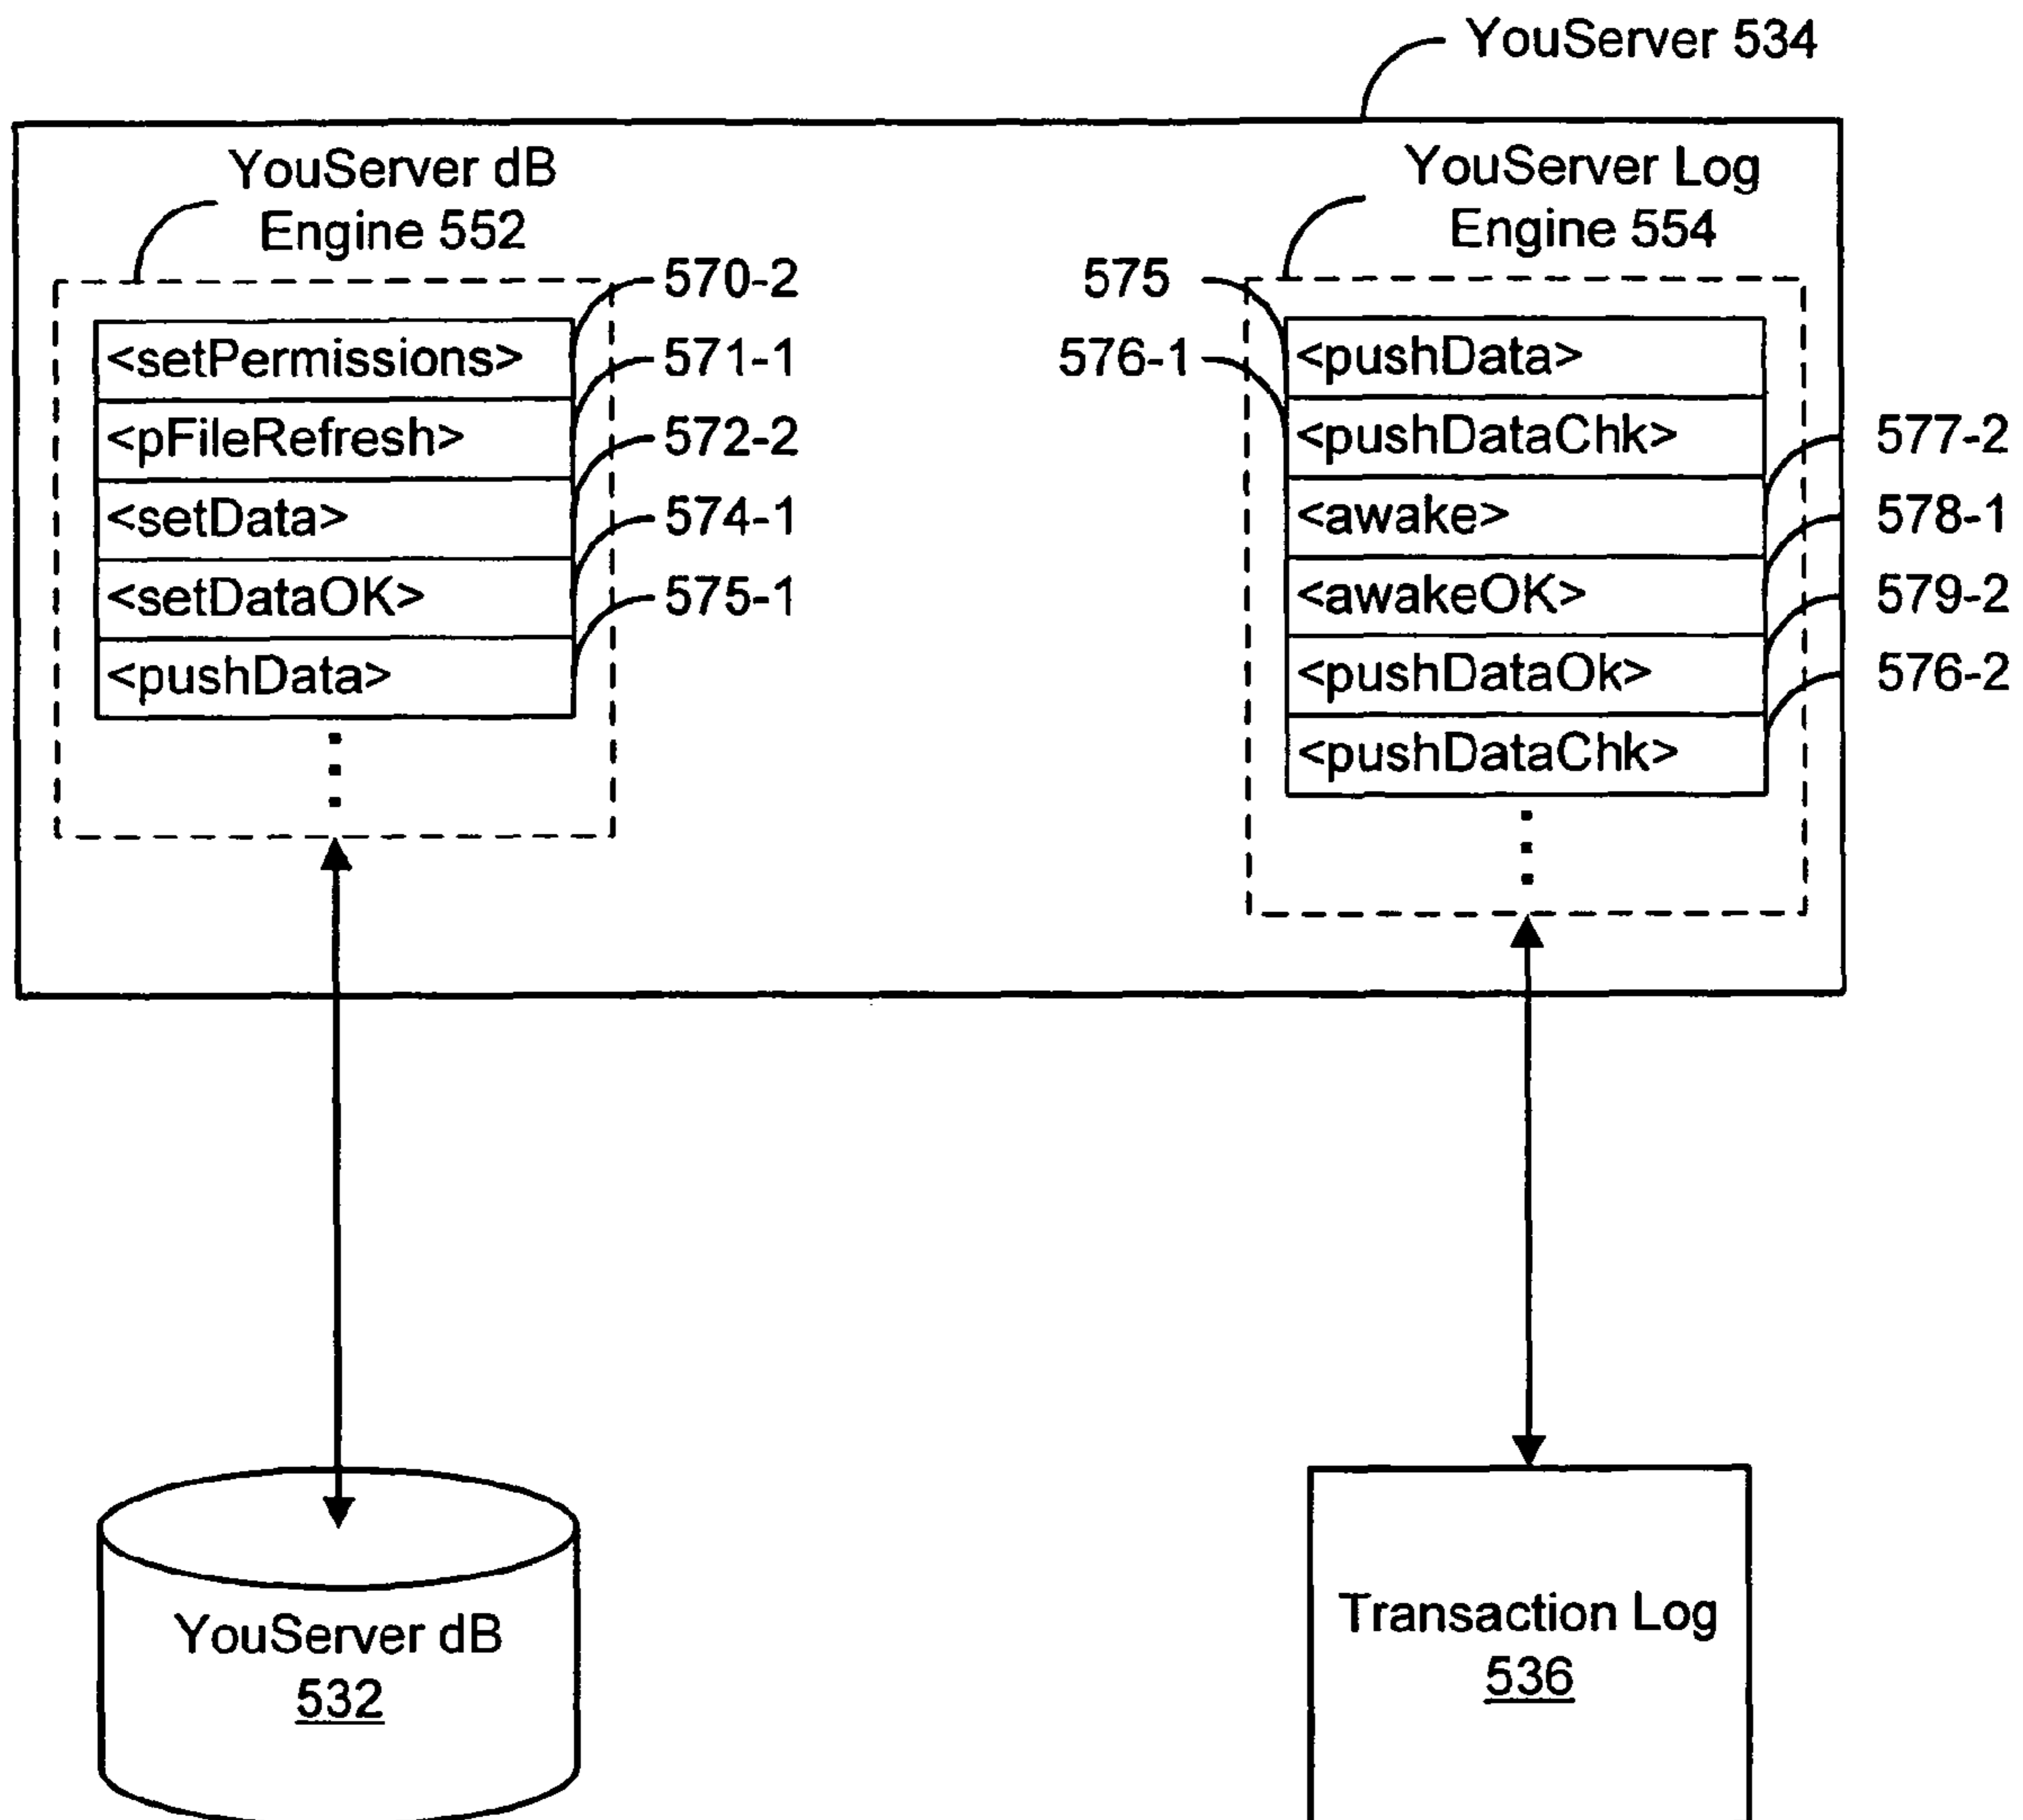 YouServer 534
YouServer dB
Engine 552
YouServer Log
Engine 554
<setPermissions>
<pFileRefresh>
<setData>
<setDataOK>
<pushData>
570-2
571-1
572-2
574-1
575-1
575
576-1
<pushData>
<pushDataChk>
<awake>
<awakeOK>
<pushDataOk>
<pushDataChk>
577-2
578-1
579-2
576-2
YouServer dB
532
Transaction Log
536